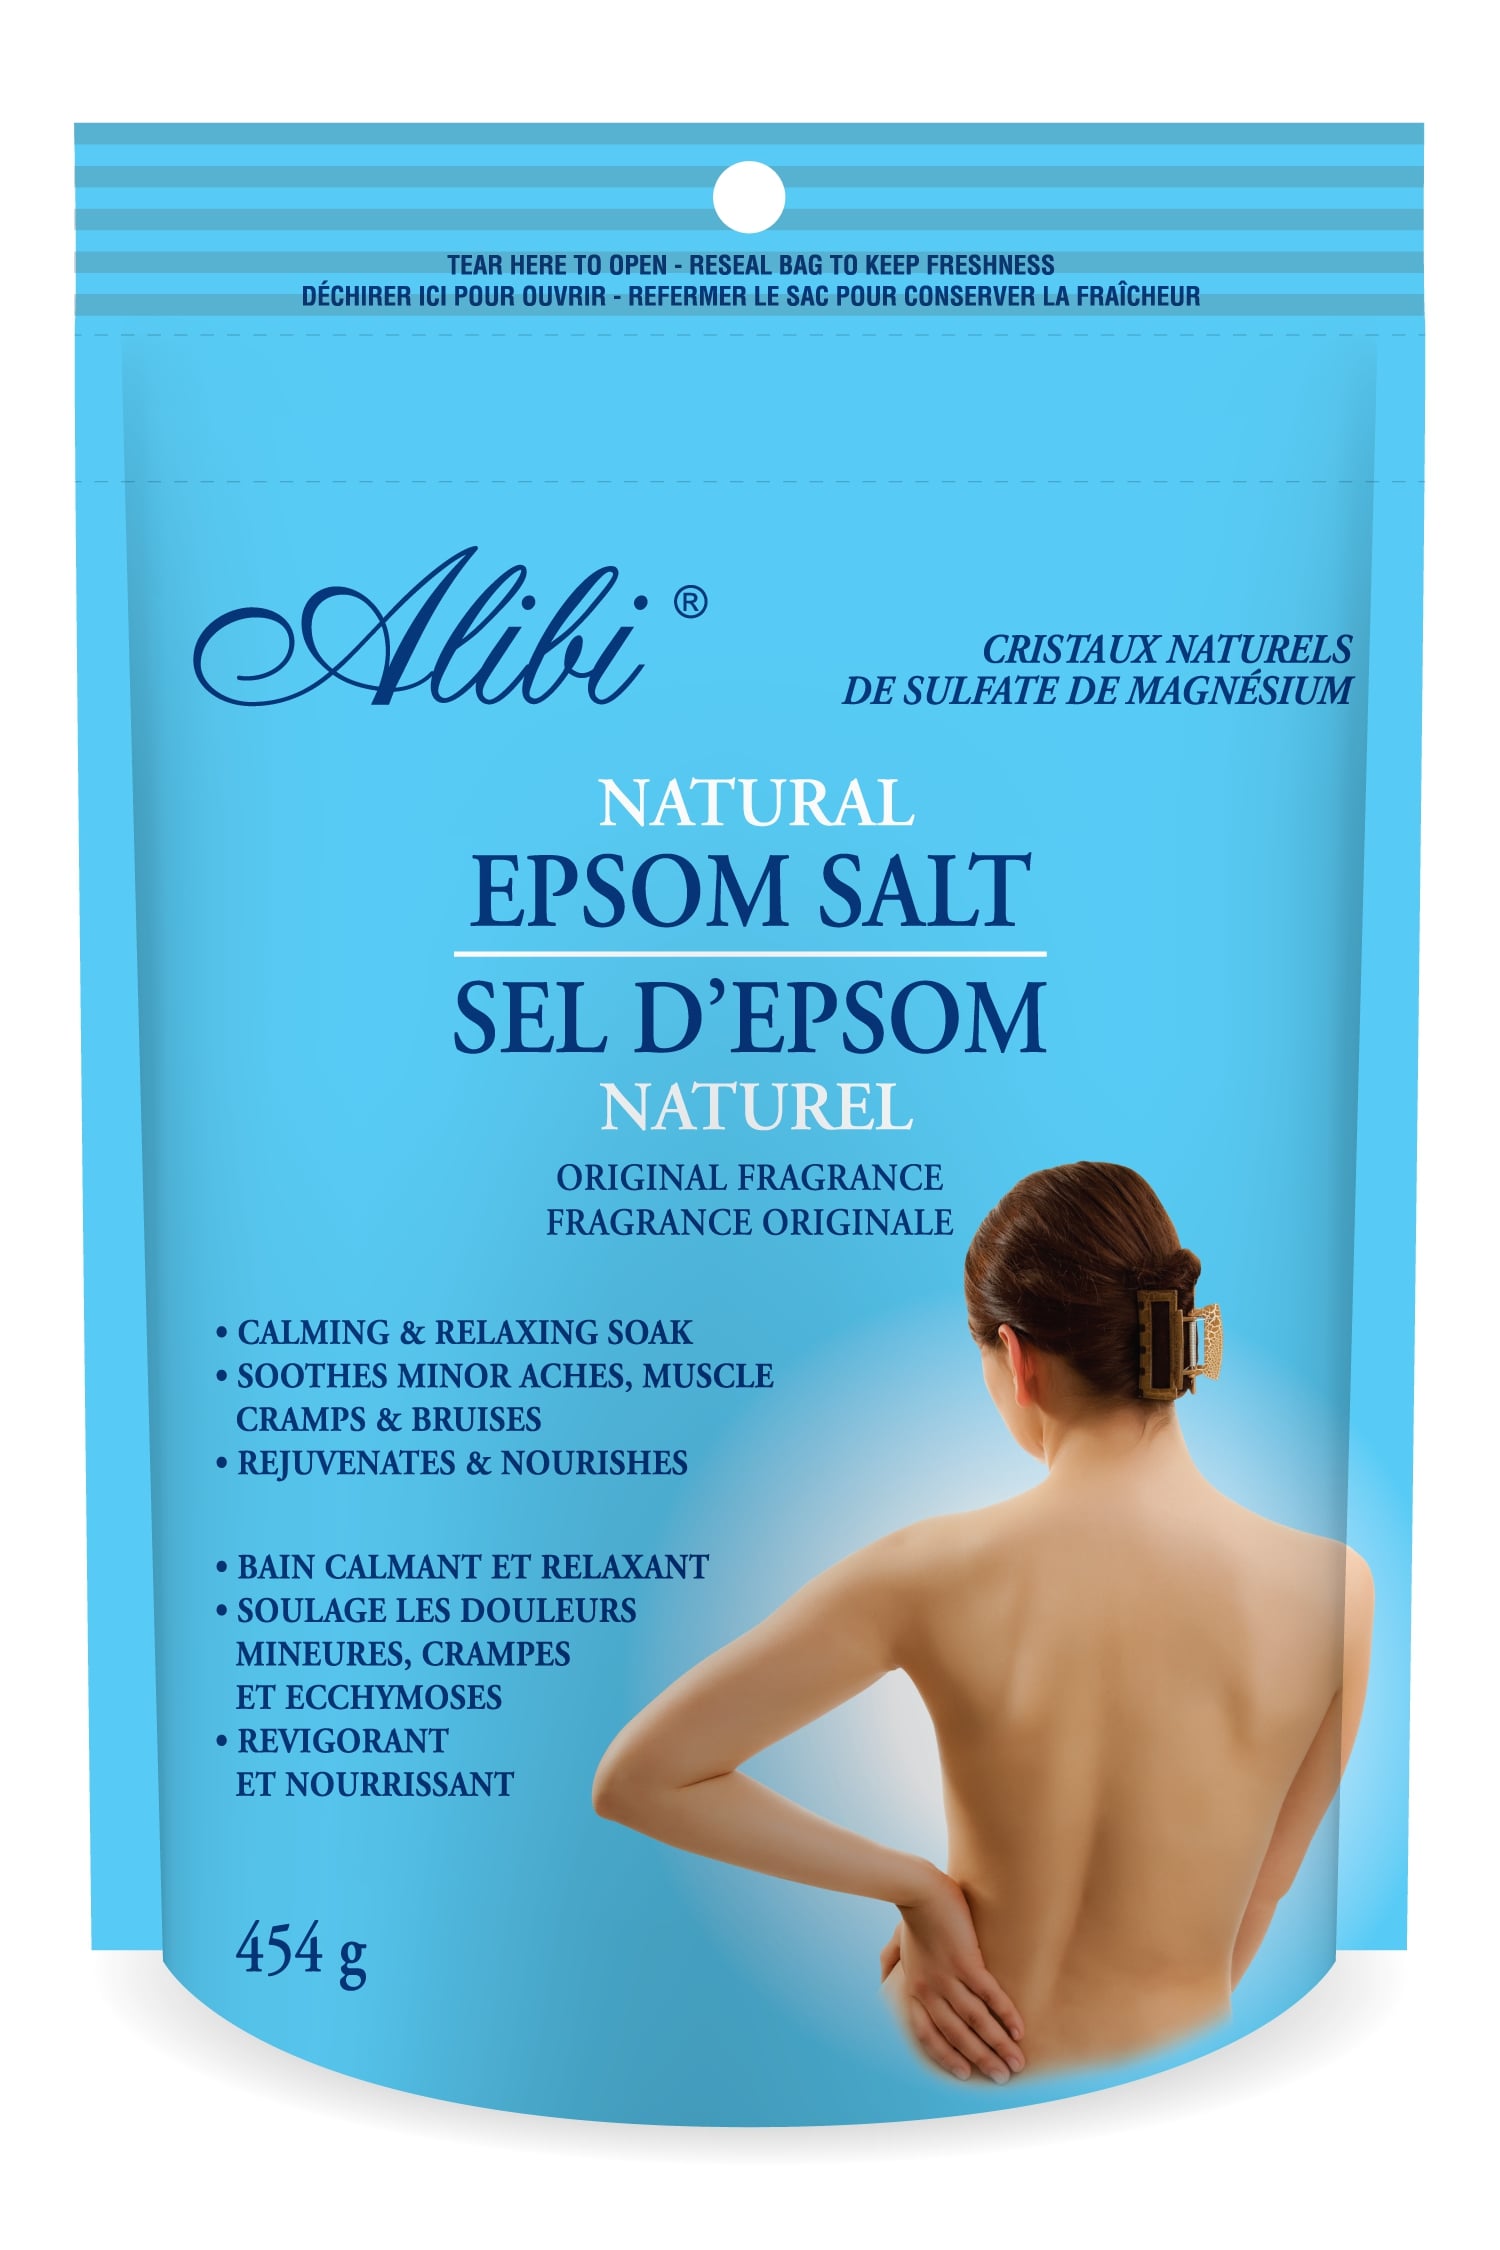 TEAR HERE TO OPEN - RESEAL BAG TO KEEP FRESHNESS
DÉCHIRER ICI POUR OUVRIR - REFERMER LE SAC POUR CONSERVER LA FRAÎCHEUR
Alibi ®
CRISTAUX NATURELS
DE SULFATE DE MAGNÉSIUM
NATURAL
EPSOM SALT
SEL D'EPSOM
NATUREL
ORIGINAL FRAGRANCE
FRAGRANCE ORIGINALE
• CALMING & RELAXING SOAK
• SOOTHES MINOR ACHES, MUSCLE
CRAMPS & BRUISES
• REJUVENATES & NOURISHES
• BAIN CALMANT ET RELAXANT
• SOULAGE LES DOULEURS
MINEURES, CRAMPES
ET ECCHYMOSES
• REVIGORANT
ET NOURRISSANT
454 g